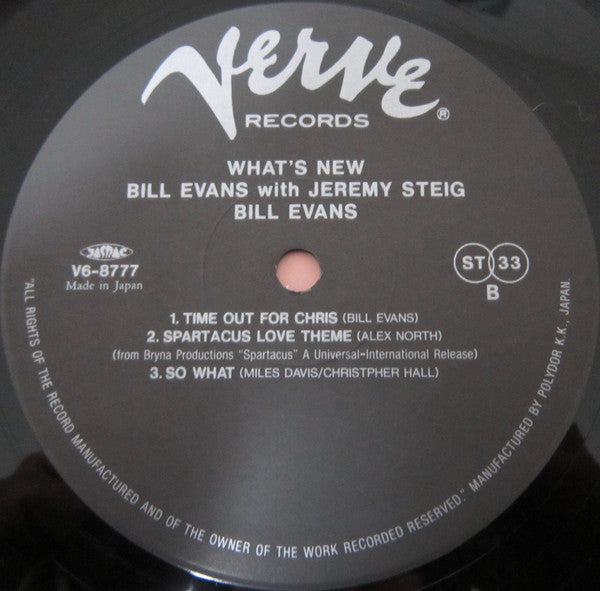 Verve®
RECORDS
WHAT'S NEW
BILL EVANS with JEREMY STEIG
BILL EVANS
JASRAC
V6-8777
Made in Japan
ST 33
B
1. TIME OUT FOR CHRIS (BILL EVANS)
2. SPARTACUS LOVE THEME (ALEX NORTH)
(from Bryna Productions "Spartacus" A Universal-International Release)
3. SO WHAT (MILES DAVIS/CHRISTPHER HALL)
"ALL RIGHTS OF THE RECORD MANUFACTURED AND OF THE OWNER OF THE WORK RECORDED RESERVED." MANUFACTURED BY POLYDOR K.K., JAPAN.